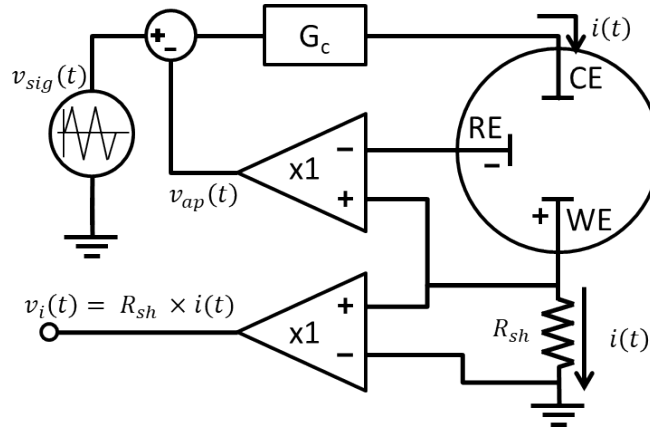 i(t)
+
-
G_c
CE
v_sig(t)
RE
-
x1
-
+
v_ap(t)
+
WE
v_i(t) = R_sh × i(t)
+
x1
-
R_sh
i(t)